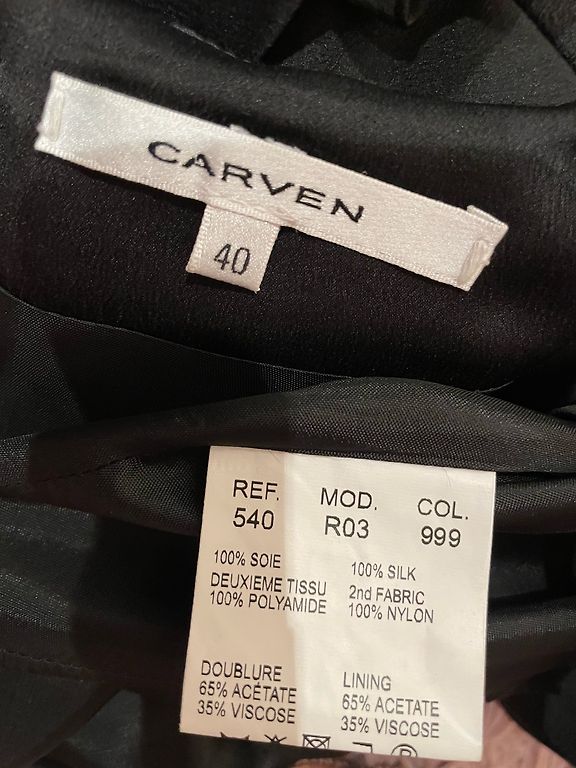 CARVEN
40
REF. MOD. COL.
540 R03 999
100% SOIE 100% SILK
DEUXIEME TISSU 2nd FABRIC
100% POLYAMIDE 100% NYLON
DOUBLURE LINING
65% ACÉTATE 65% ACETATE
35% VISCOSE 35% VISCOSE